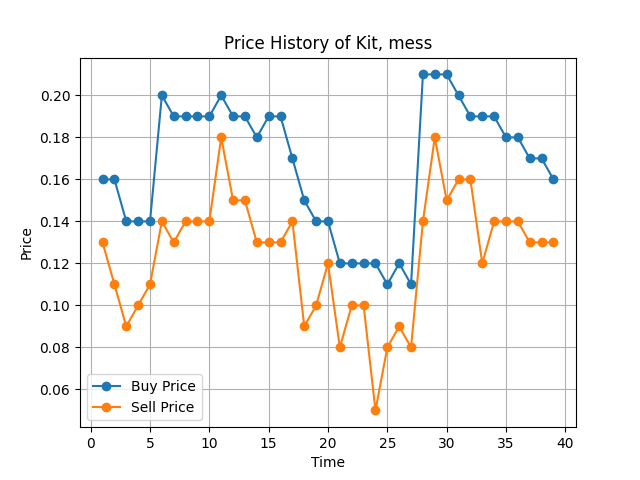 Price History of Kit, mess
Price
0.20
0.18
0.16
0.14
0.12
0.10
0.08
0.06
Buy Price
Sell Price
0 5 10 15 20 25 30 35 40
Time